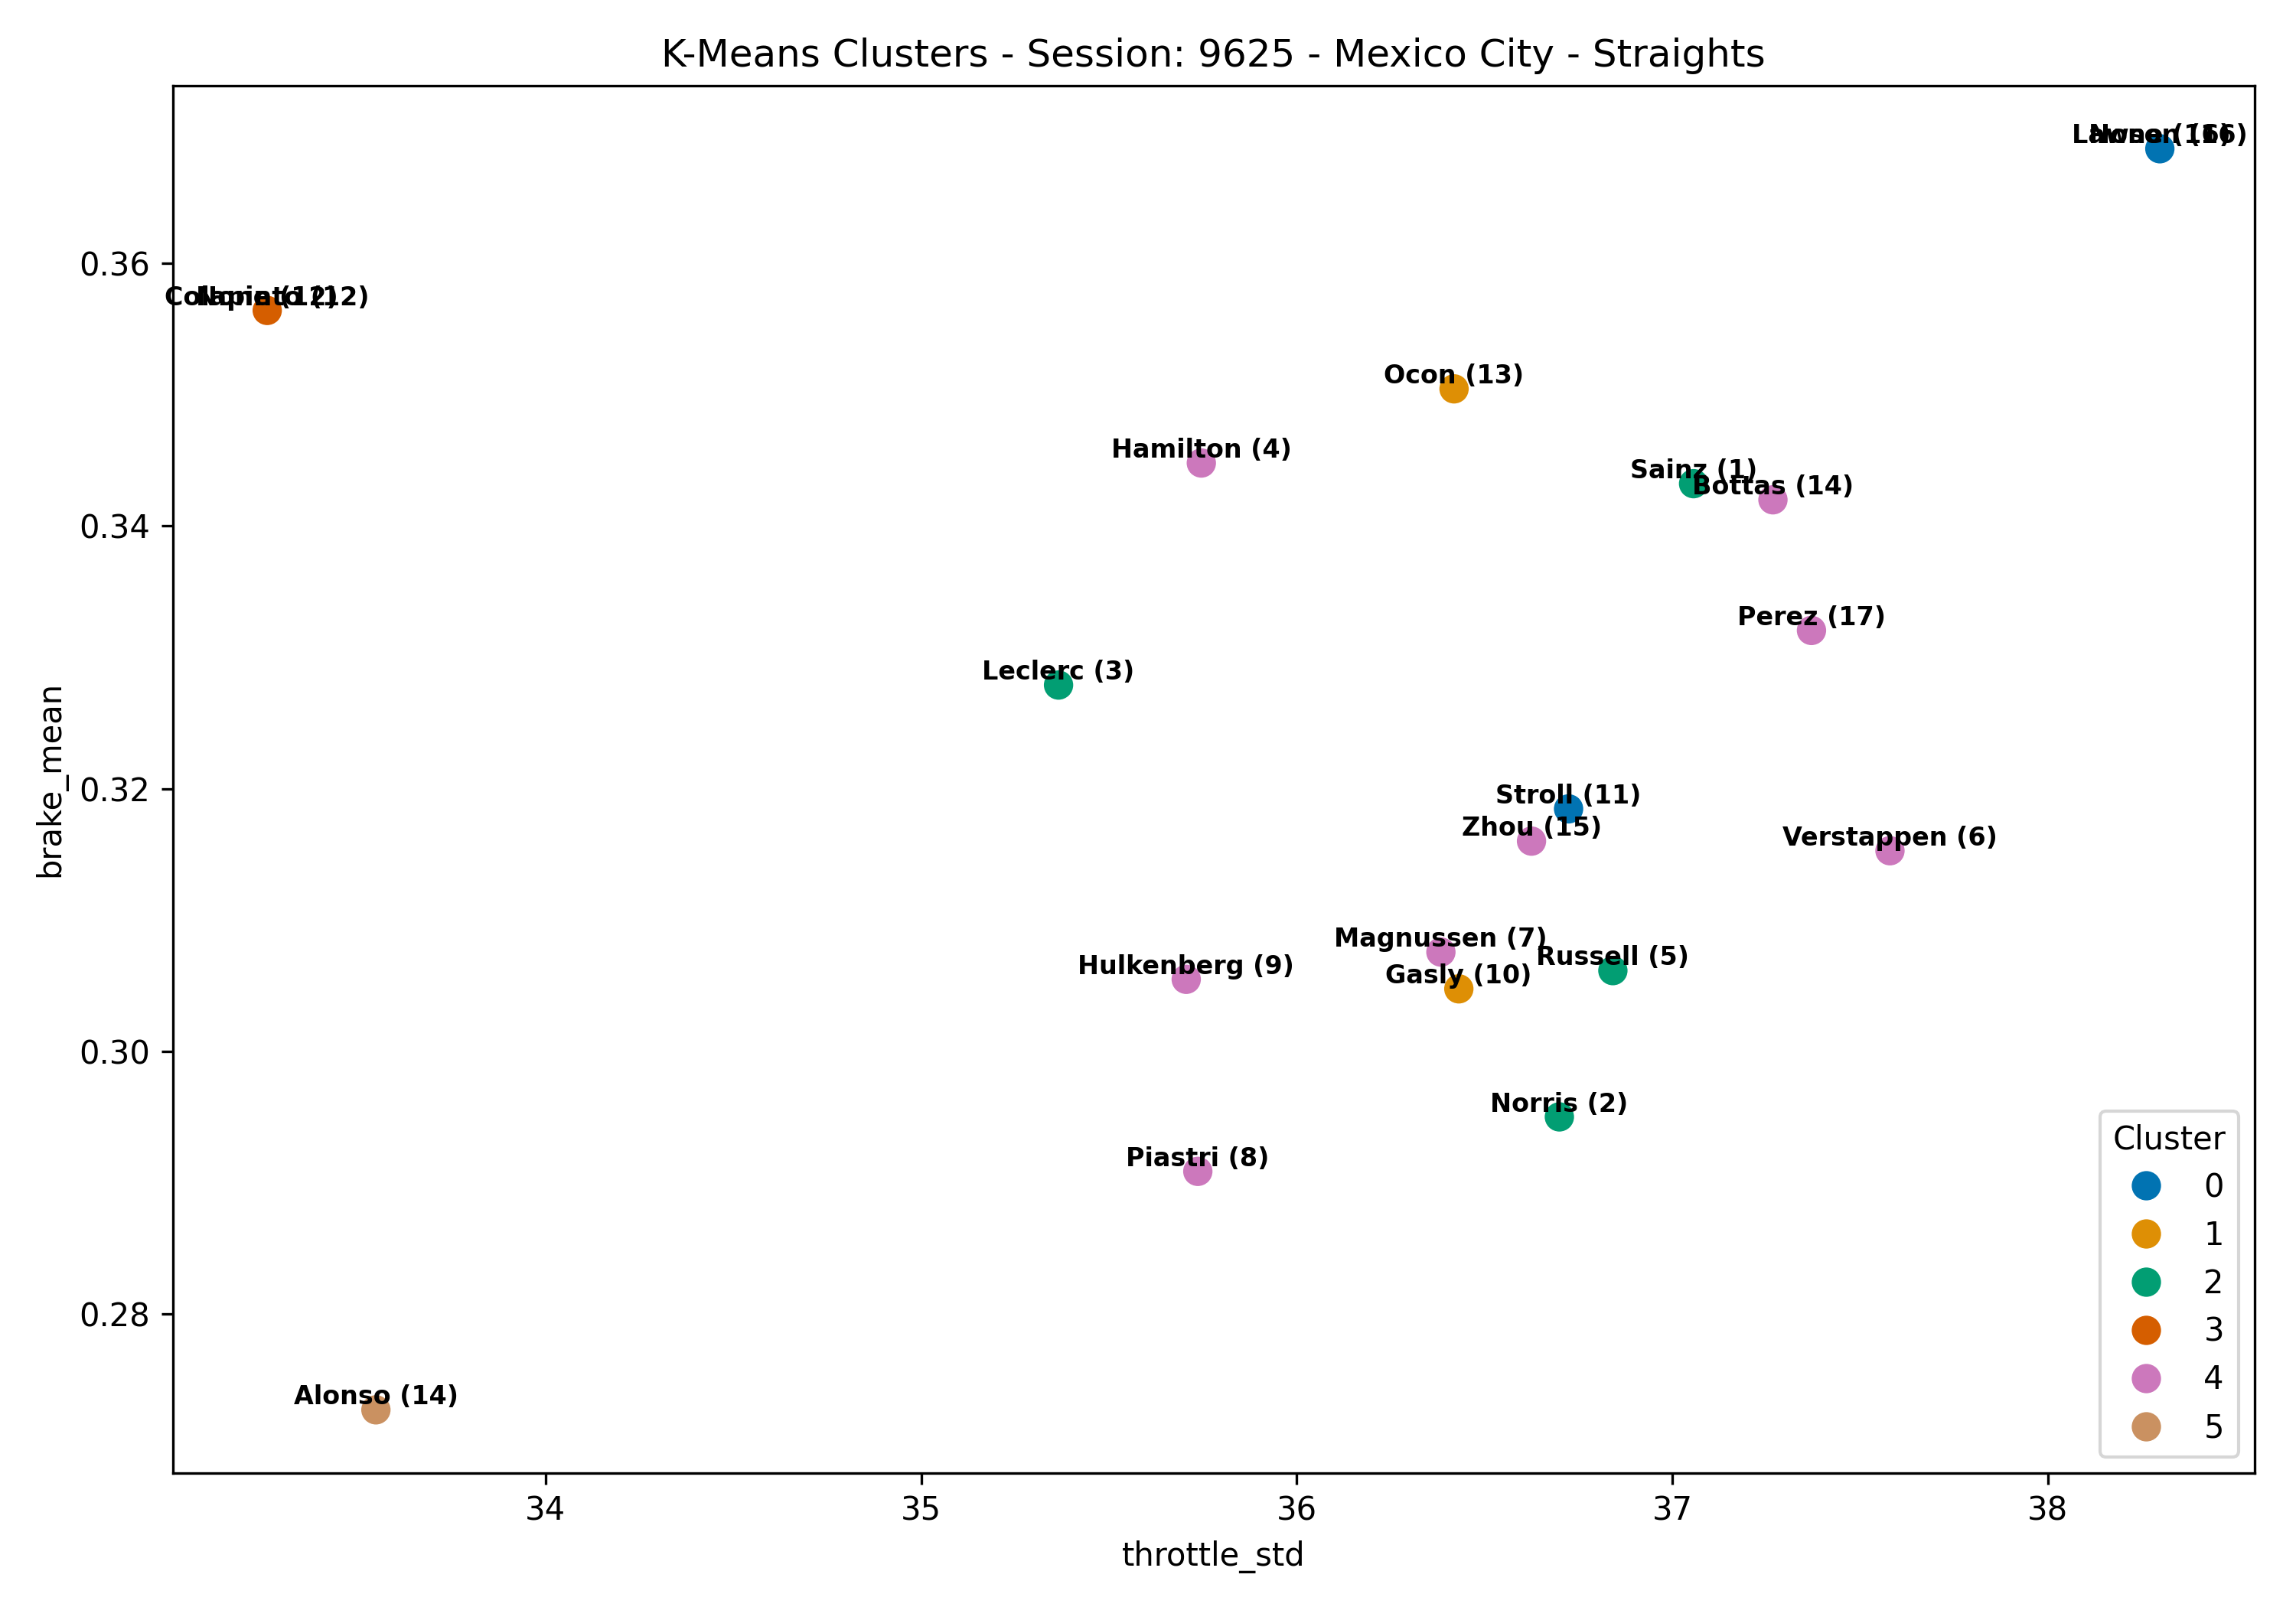 K-Means Clusters - Session: 9625 - Mexico City - Straights
0.36
0.34
0.32
0.30
0.28
brake_mean
Ocon (13)
Hamilton (4)
Sainz (1)
Bottas (14)
Perez (17)
Leclerc (3)
Stroll (11)
Zhou (15)
Verstappen (6)
Magnussen (7)
Russell (5)
Hulkenberg (9)
Gasly (10)
Norris (2)
Piastri (8)
Alonso (14)
Cluster
0
1
2
3
4
5
34
35
36
37
38
throttle_std